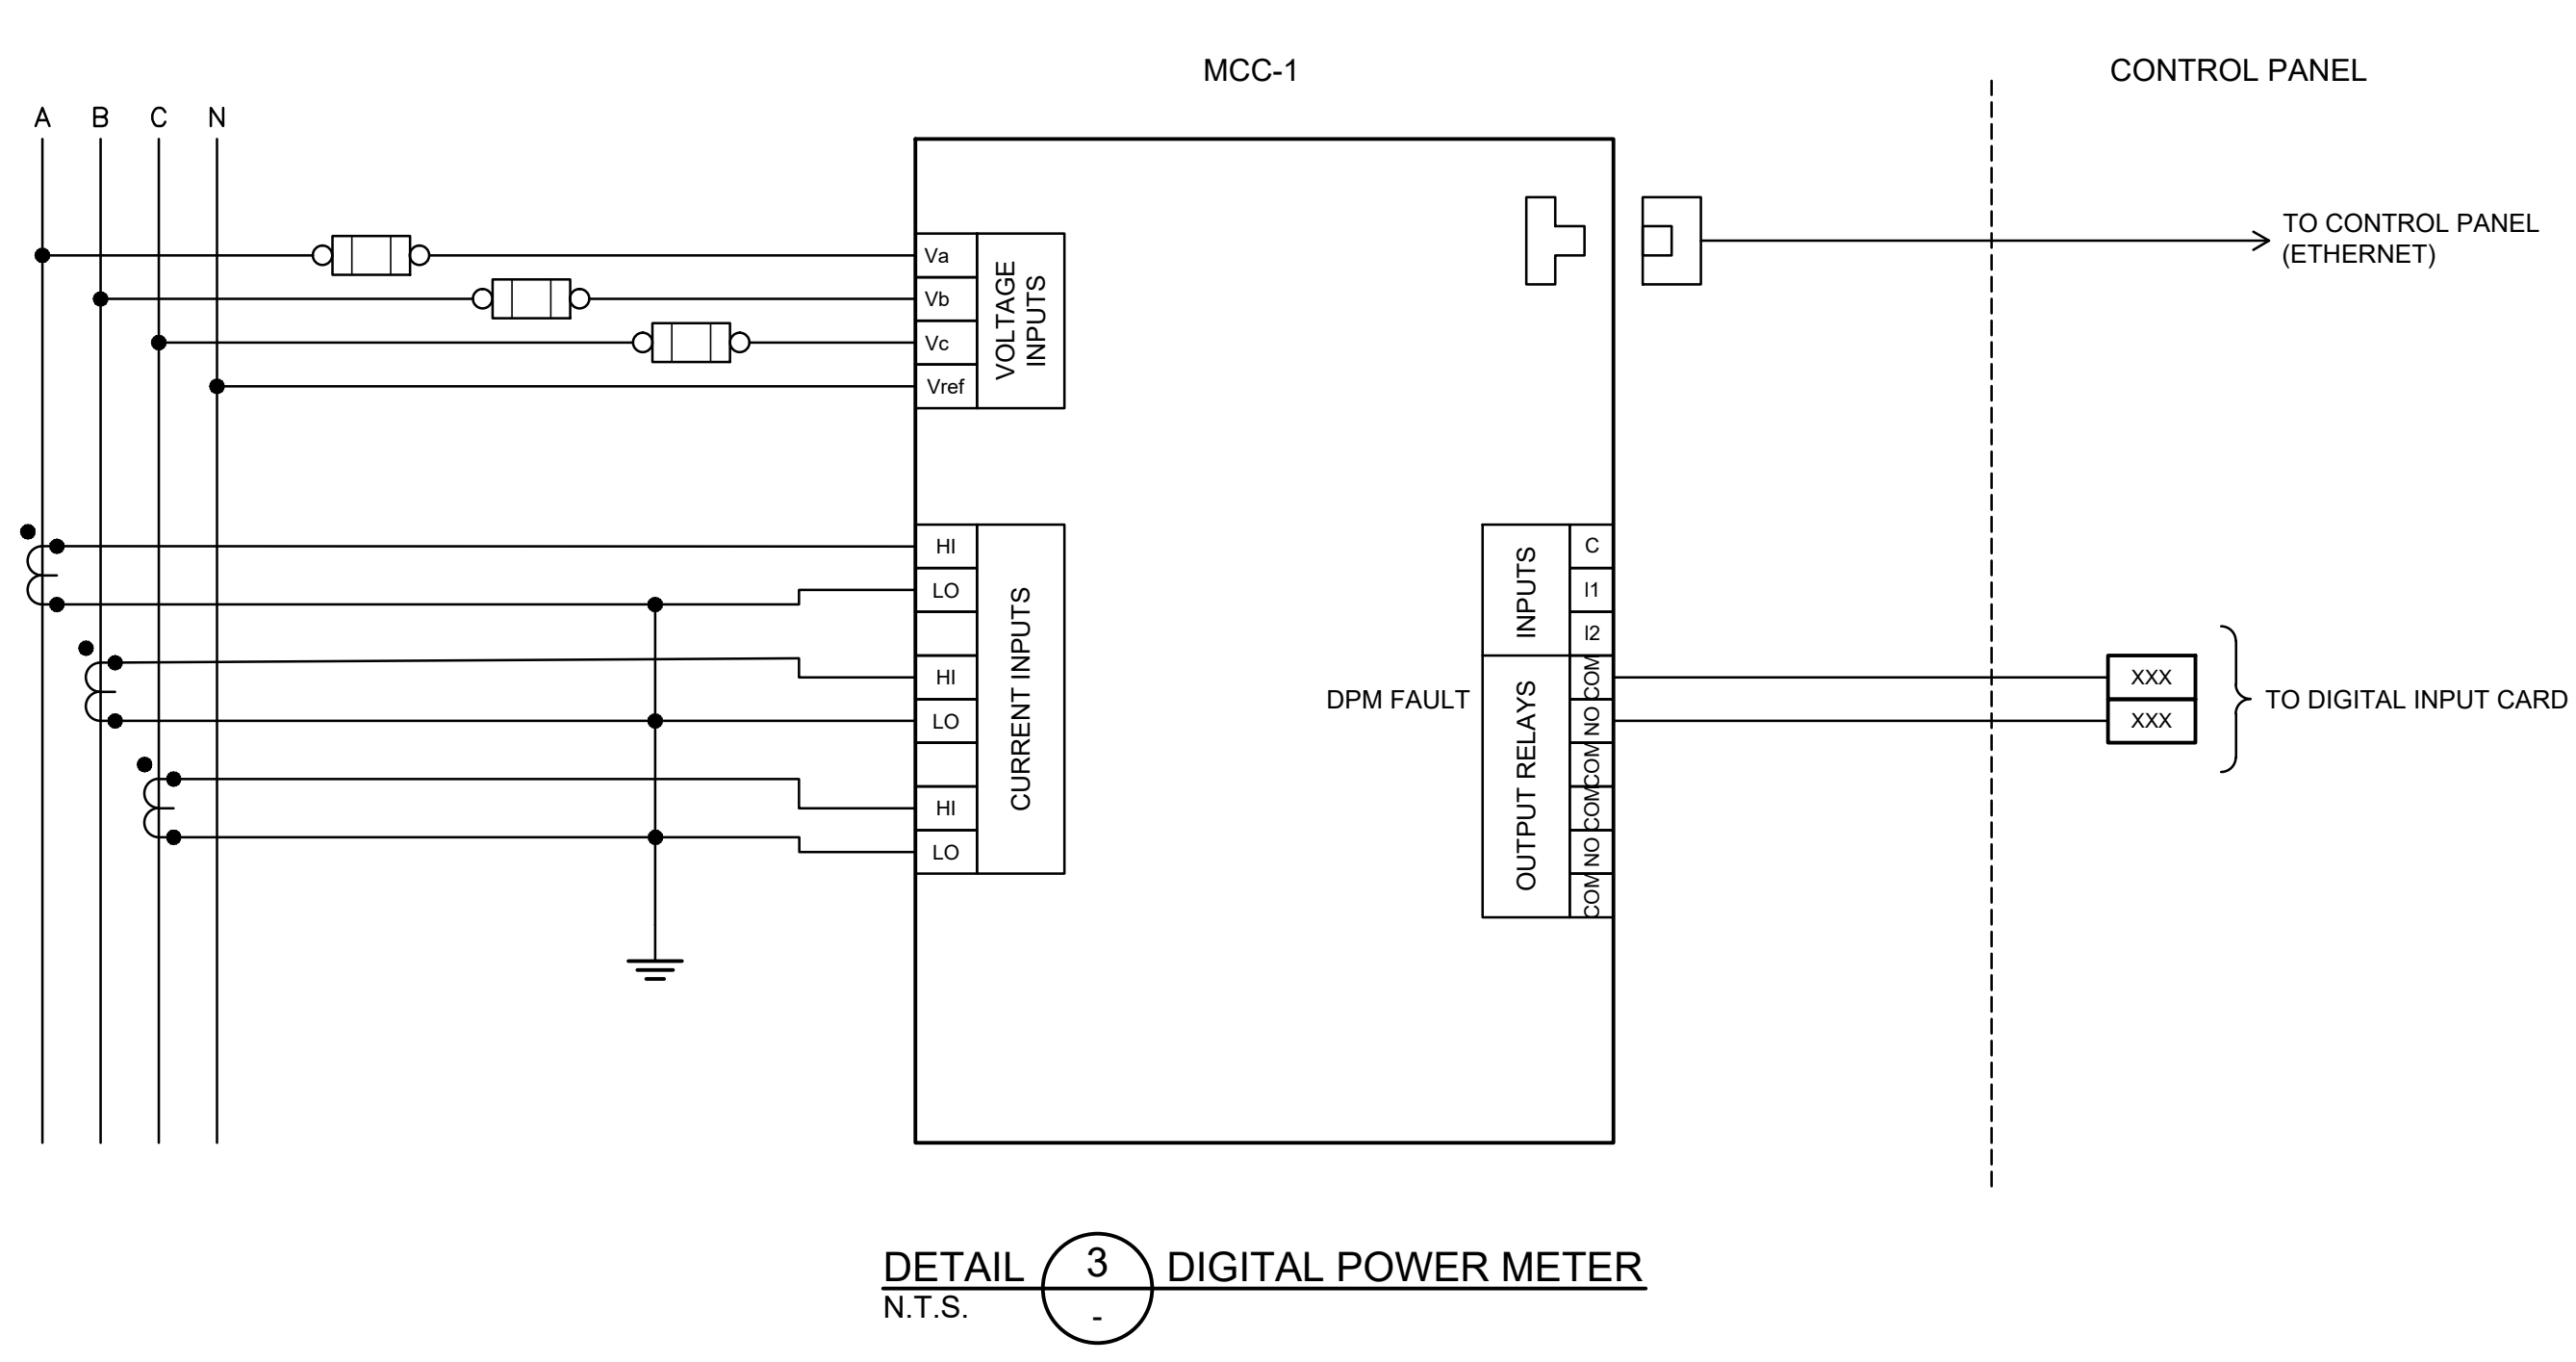 MCC-1
CONTROL PANEL
A B C N
TO CONTROL PANEL
(ETHERNET)
Va
Vb
Vc
Vref
VOLTAGE
INPUTS
HI
LO
HI
LO
HI
LO
CURRENT INPUTS
INPUTS
C
I1
I2
DPM FAULT
OUTPUT RELAYS
COM
NO
COM
COM
NO
COM
XXX
XXX
TO DIGITAL INPUT CARD
DETAIL 3 DIGITAL POWER METER
N.T.S. -